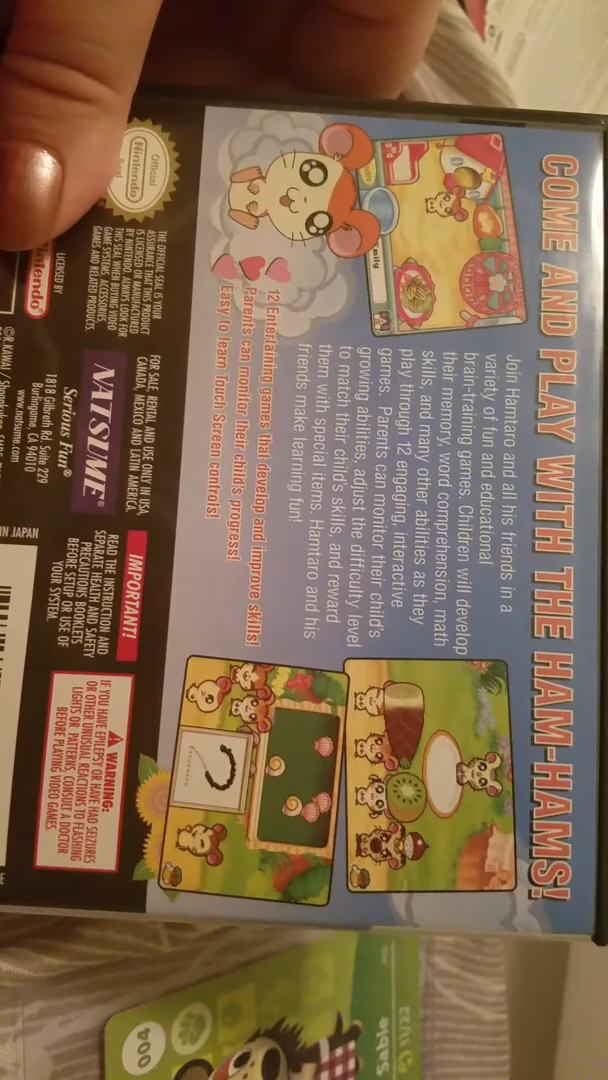 COME AND PLAY WITH THE HAM-HAMS!
Join Hamtaro and all his friends in a
variety of fun and educational
brain-training games. Children will develop
their memory, word comprehension, math
skills, and many other abilities as they
play through 12 engaging, interactive
games. Parents can monitor their child's
growing abilities, adjust the difficulty level
to match their child's skills, and reward
them with special items. Hamtaro and his
friends make learning fun!
12 Entertaining games that develop and improve skills!
Parents can monitor their child's progress!
Easy to learn Touch Screen controls!
Official
Nintendo
Seal
THE OFFICIAL SEAL IS YOUR
ASSURANCE THAT THIS PRODUCT
IS LICENSED OR MANUFACTURED
BY NINTENDO. ALWAYS LOOK FOR
THIS SEAL WHEN BUYING VIDEO
GAME SYSTEMS, ACCESSORIES,
GAMES AND RELATED PRODUCTS.
LICENSED BY
Nintendo®
FOR SALE, RENTAL AND USE ONLY IN USA,
CANADA, MEXICO AND LATIN AMERICA.
NATSUME®
Serious Fun®
1818 Gilbreth Rd. Suite 229
Burlingame, CA 94010
www.natsume.com
©R.KAWAI / Shogakukan, SMDE,
IMPORTANT!
READ THE INSTRUCTION AND
SEPARATE HEALTH AND SAFETY
PRECAUTIONS BOOKLETS
BEFORE SETUP OR USE OF
YOUR SYSTEM.
WARNING:
IF YOU HAVE EPILEPSY OR HAVE HAD SEIZURES
OR OTHER UNUSUAL REACTIONS TO FLASHING
LIGHTS OR PATTERNS, CONSULT A DOCTOR
BEFORE PLAYING VIDEO GAMES.
IN JAPAN
Sable
004